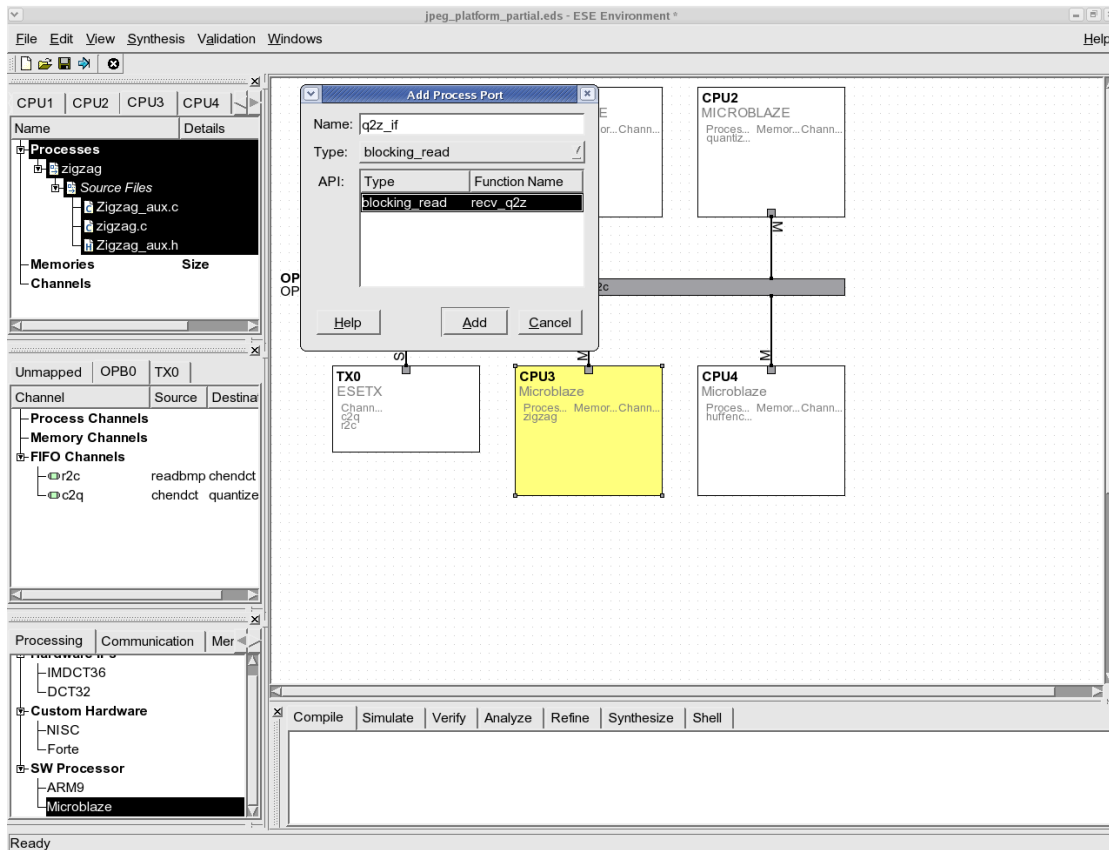 jpeg_platform_partial.eds - ESE Environment *
File Edit View Synthesis Validation Windows Help
CPU1 CPU2 CPU3 CPU4
Name Details
Processes
zigzag
Source Files
Zigzag_aux.c
zigzag.c
Zigzag_aux.h
Memories Size
Channels
Unmapped OPB0 TX0
Channel Source Destina
Process Channels
Memory Channels
FIFO Channels
r2c readbmp chendct
c2q chendct quantize
Processing Communication Mer
Hardware IPs
IMDCT36
DCT32
Custom Hardware
NISC
Forte
SW Processor
ARM9
Microblaze
Add Process Port
Name: q2z_if
Type: blocking_read
API: Type Function Name
blocking_read recv_q2z
Help Add Cancel
E
or... Chann...
CPU2
MICROBLAZE
Proces... Memor... Chann...
quantiz...
M
OP
OP
2c
S M M
TX0
ESETX
Chann...
c2q
r2c
CPU3
Microblaze
Proces... Memor... Chann...
zigzag
CPU4
Microblaze
Proces... Memor... Chann...
huffenc...
Compile Simulate Verify Analyze Refine Synthesize Shell
Ready